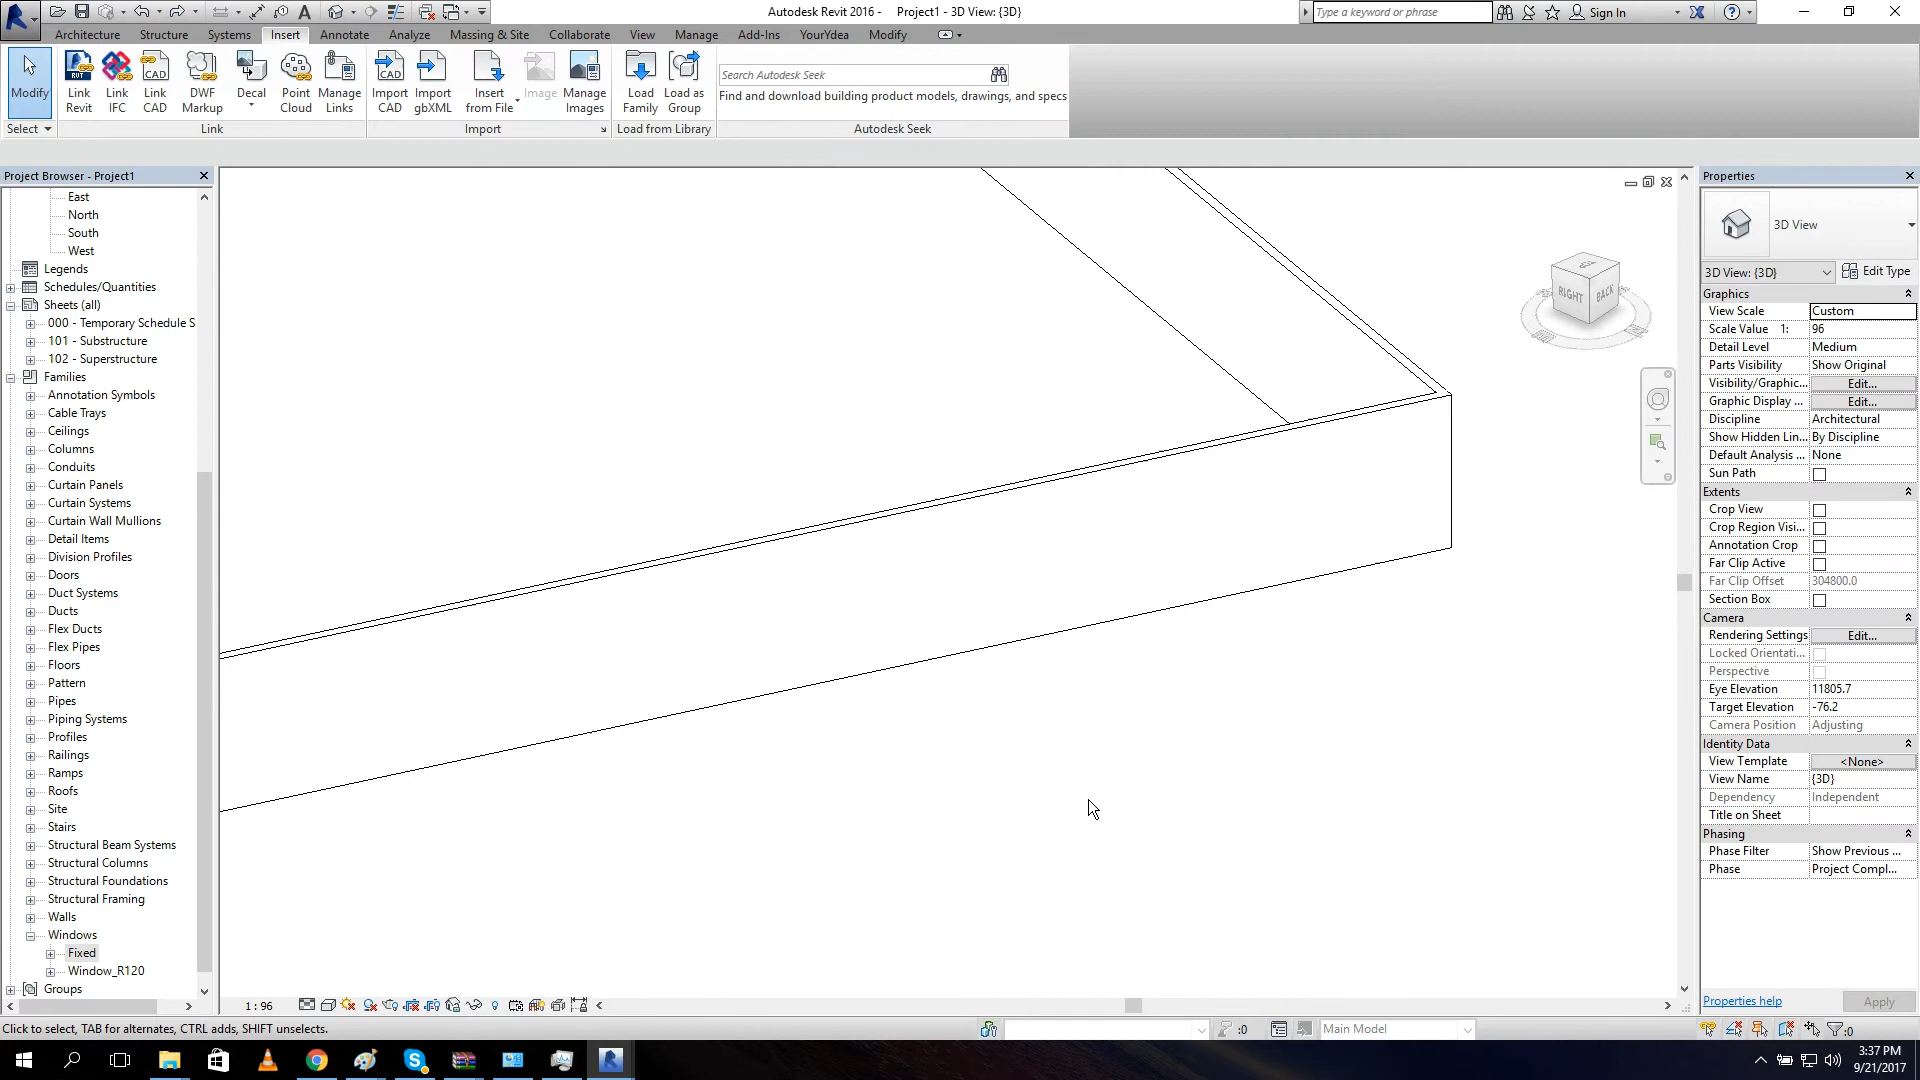 Autodesk Revit 2016 - Project1 - 3D View: {3D}
Type a keyword or phrase
Sign In
Architecture Structure Systems Insert Annotate Analyze Massing & Site Collaborate View Manage Add-Ins YourYdea Modify
Modify
Link Revit
Link IFC
Link CAD
DWF Markup
Decal
Point Cloud
Manage Links
Import CAD
Import gbXML
Insert from File
Image
Manage Images
Load Family
Load as Group
Search Autodesk Seek
Find and download building product models, drawings, and specs
Select
Link
Import
Load from Library
Autodesk Seek
Project Browser - Project1
East
North
South
West
Legends
Schedules/Quantities
Sheets (all)
000 - Temporary Schedule S
101 - Substructure
102 - Superstructure
Families
Annotation Symbols
Cable Trays
Ceilings
Columns
Conduits
Curtain Panels
Curtain Systems
Curtain Wall Mullions
Detail Items
Division Profiles
Doors
Duct Systems
Ducts
Flex Ducts
Flex Pipes
Floors
Pattern
Pipes
Piping Systems
Profiles
Railings
Ramps
Roofs
Site
Stairs
Structural Beam Systems
Structural Columns
Structural Foundations
Structural Framing
Walls
Windows
Fixed
Window_R120
Groups
RIGHT
BACK
1 : 96
Properties
3D View
3D View: {3D}
Edit Type
Graphics
View Scale Custom
Scale Value 1: 96
Detail Level Medium
Parts Visibility Show Original
Visibility/Graphic... Edit...
Graphic Display ... Edit...
Discipline Architectural
Show Hidden Lin... By Discipline
Default Analysis ... None
Sun Path
Extents
Crop View
Crop Region Visi...
Annotation Crop
Far Clip Active
Far Clip Offset 304800.0
Section Box
Camera
Rendering Settings Edit...
Locked Orientati...
Perspective
Eye Elevation 11805.7
Target Elevation -76.2
Camera Position Adjusting
Identity Data
View Template <None>
View Name {3D}
Dependency Independent
Title on Sheet
Phasing
Phase Filter Show Previous ...
Phase Project Compl...
Properties help
Apply
Click to select, TAB for alternates, CTRL adds, SHIFT unselects.
:0
Main Model
:0
3:37 PM
9/21/2017